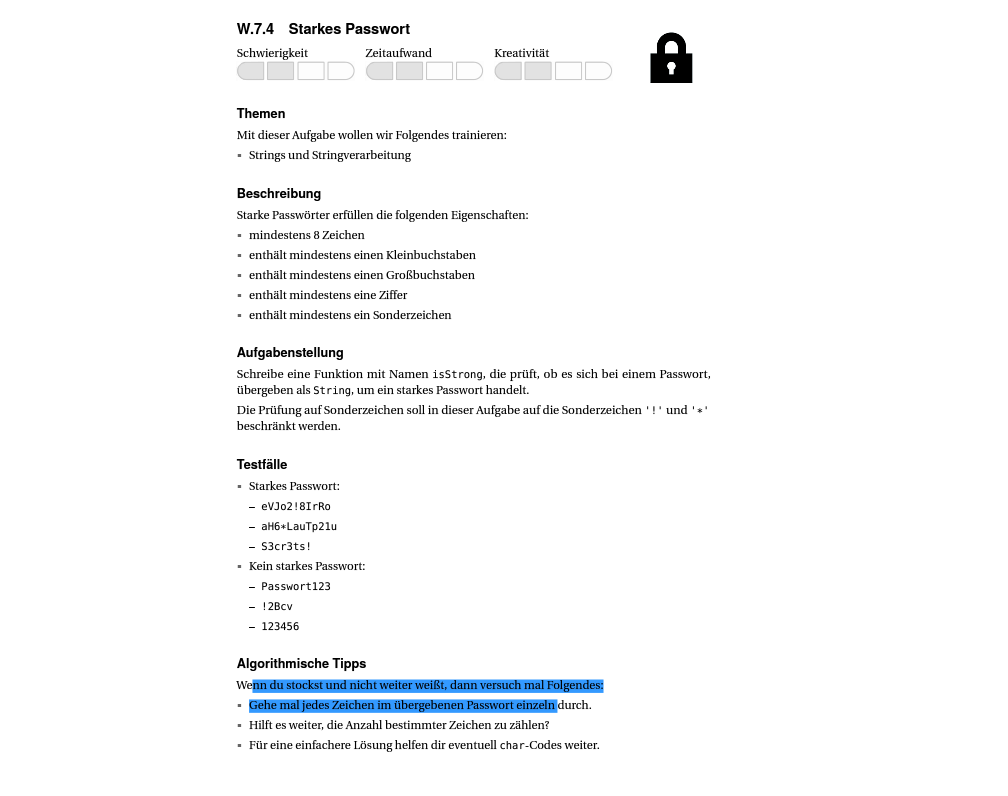 W.7.4 Starkes Passwort
Schwierigkeit Zeitaufwand Kreativität
Themen
Mit dieser Aufgabe wollen wir Folgendes trainieren:
▪ Strings und Stringverarbeitung
Beschreibung
Starke Passwörter erfüllen die folgenden Eigenschaften:
▪ mindestens 8 Zeichen
▪ enthält mindestens einen Kleinbuchstaben
▪ enthält mindestens einen Großbuchstaben
▪ enthält mindestens eine Ziffer
▪ enthält mindestens ein Sonderzeichen
Aufgabenstellung
Schreibe eine Funktion mit Namen isStrong, die prüft, ob es sich bei einem Passwort,
übergeben als String, um ein starkes Passwort handelt.
Die Prüfung auf Sonderzeichen soll in dieser Aufgabe auf die Sonderzeichen '!' und '*'
beschränkt werden.
Testfälle
▪ Starkes Passwort:
– eVJo2!8IrRo
– aH6*LauTp21u
– S3cr3ts!
▪ Kein starkes Passwort:
– Passwort123
– !2Bcv
– 123456
Algorithmische Tipps
Wenn du stockst und nicht weiter weißt, dann versuch mal Folgendes:
▪ Gehe mal jedes Zeichen im übergebenen Passwort einzeln durch.
▪ Hilft es weiter, die Anzahl bestimmter Zeichen zu zählen?
▪ Für eine einfachere Lösung helfen dir eventuell char-Codes weiter.